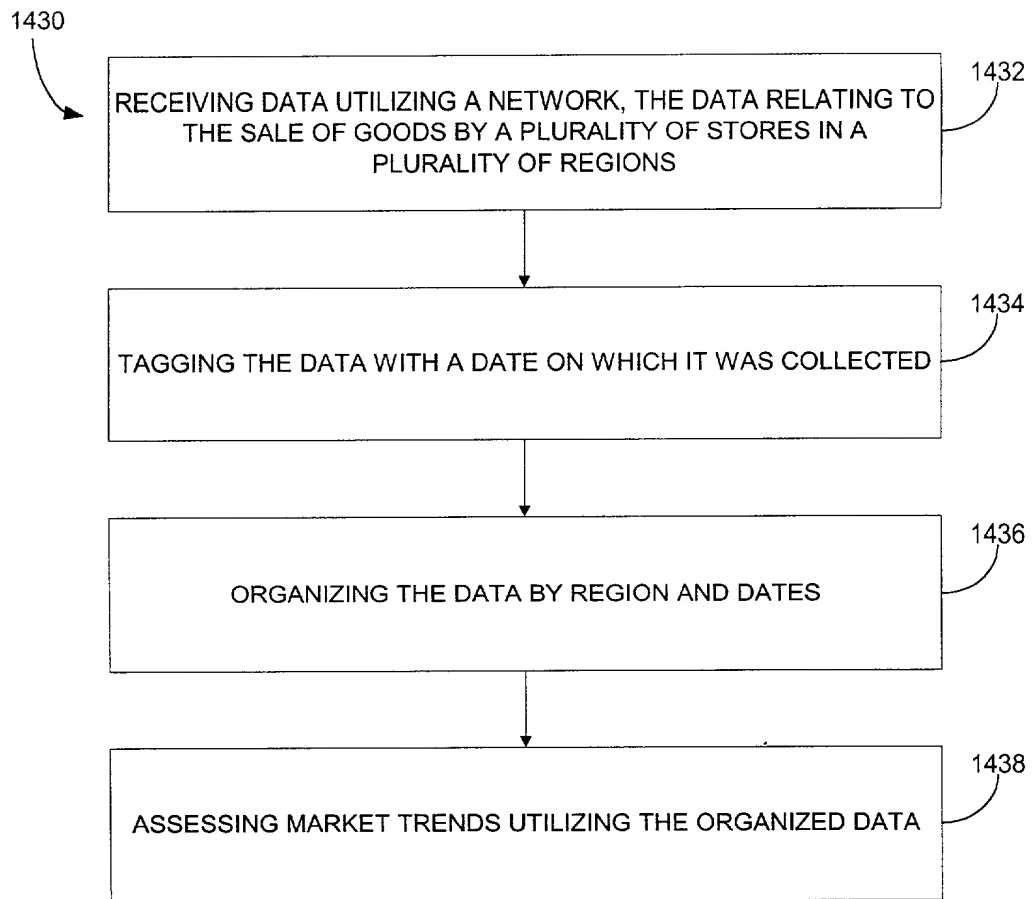 1430
1432
RECEIVING DATA UTILIZING A NETWORK, THE DATA RELATING TO
THE SALE OF GOODS BY A PLURALITY OF STORES IN A
PLURALITY OF REGIONS
1434
TAGGING THE DATA WITH A DATE ON WHICH IT WAS COLLECTED
1436
ORGANIZING THE DATA BY REGION AND DATES
1438
ASSESSING MARKET TRENDS UTILIZING THE ORGANIZED DATA